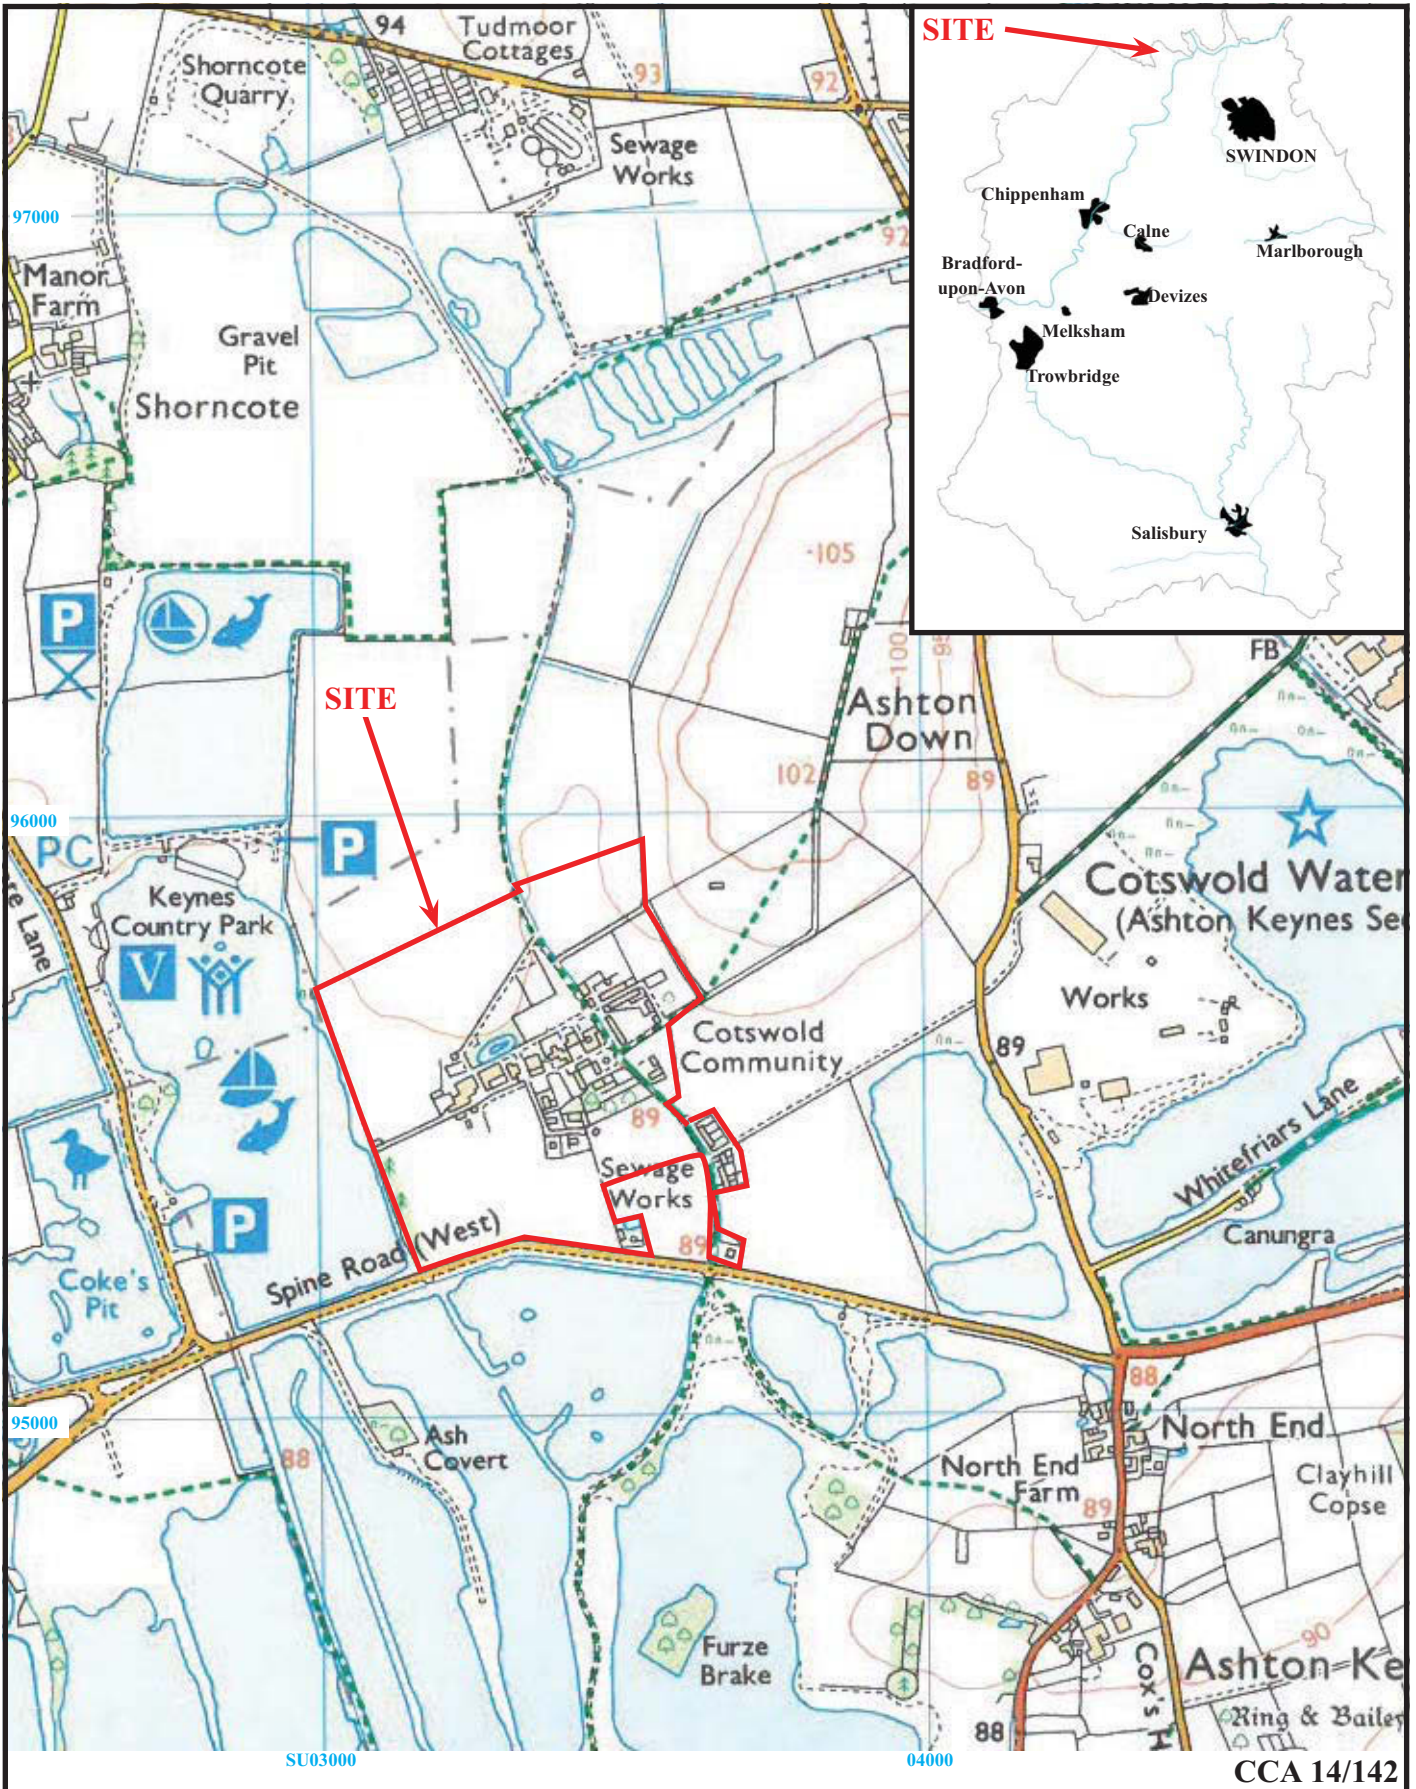 SITE
94
Tudmoor
Cottages
Shorncote
Quarry
93
92
Sewage
Works
SWINDON
Chippenham
Calne
Marlborough
Bradford-
upon-Avon
Devizes
Melksham
Trowbridge
Salisbury
97000
92
Manor
Farm
Gravel
Pit
Shorncote
·105
100
95
P
FB
SITE
Ashton
Down
102
89
96000
PC
P
Keynes
Country Park
V
re Lane
Cotswold Water
(Ashton Keynes Se
Works
89
Cotswold
Community
89
Sewage
Works
89
Whitefriars Lane
Canungra
P
Spine Road (West)
Coke's
Pit
88
95000
88
Ash
Covert
North End
North End
Farm
89
Clayhill
Copse
Furze
Brake
90
Cox's H
Ashton Ke
Ring & Bailey
88
SU03000
04000
CCA 14/142